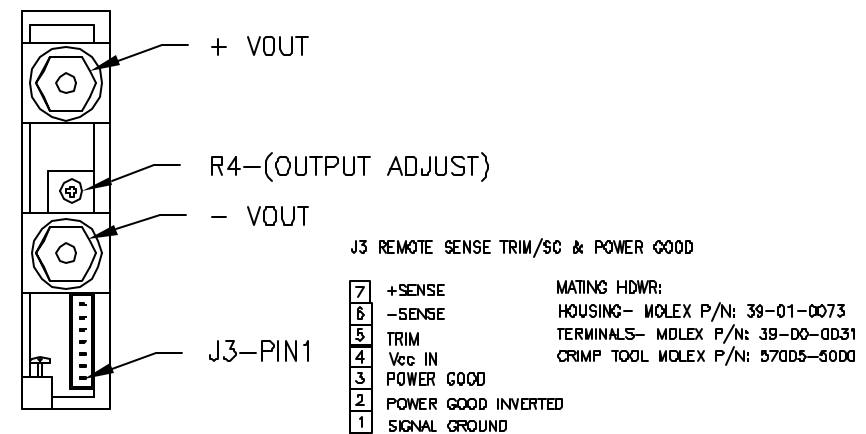 + VOUT
R4-(OUTPUT ADJUST)
- VOUT
J3-PIN1
J3 REMOTE SENSE TRIM/SC & POWER GOOD
7 +SENSE
6 -SENSE
5 TRIM
4 Vcc IN
3 POWER GOOD
2 POWER GOOD INVERTED
1 SIGNAL GROUND
MATING HDWR:
HOUSING- MOLEX P/N: 39-01-0073
TERMINALS- MOLEX P/N: 39-00-0031
CRIMP TOOL MOLEX P/N: 57005-5000